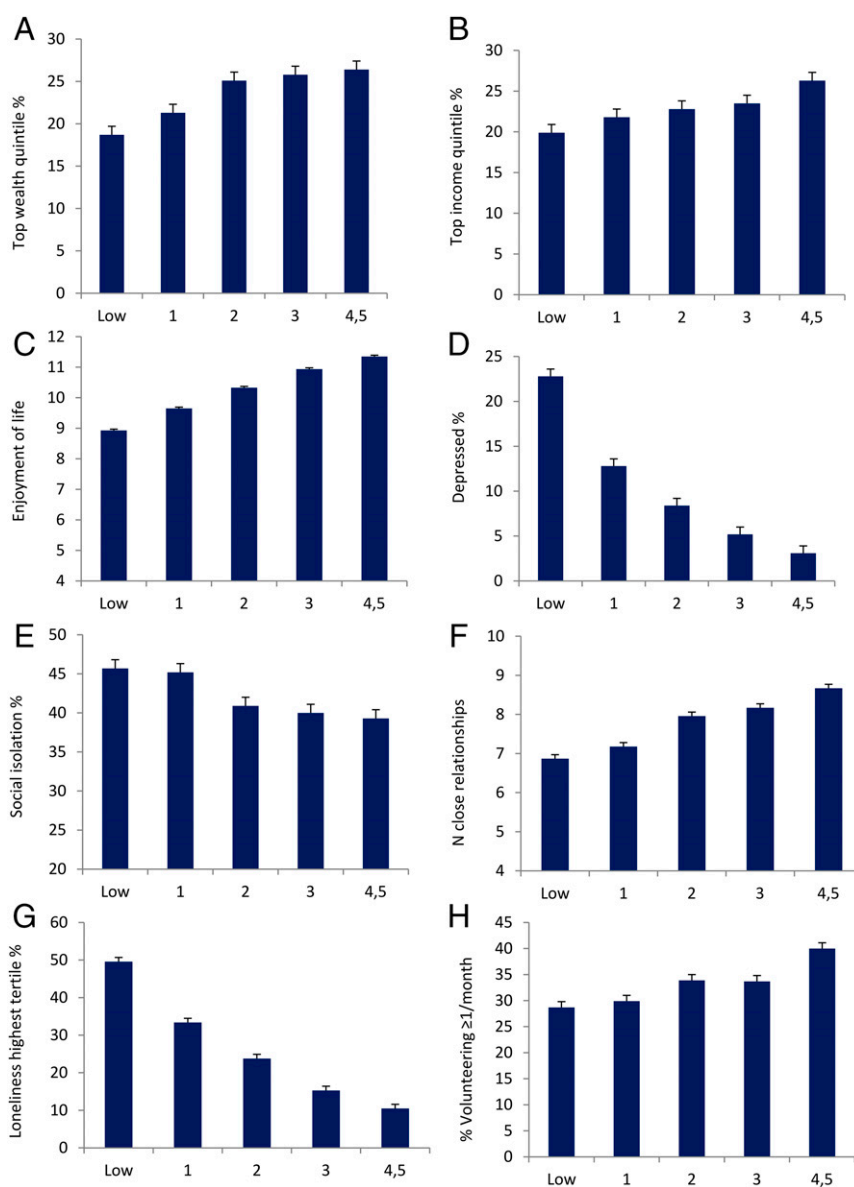 A
Top wealth quintile %
30
25
20
15
10
5
0
Low 1 2 3 4,5
B
Top income quintile %
30
25
20
15
10
5
0
Low 1 2 3 4,5
C
Enjoyment of life
12
11
10
9
8
7
6
5
4
Low 1 2 3 4,5
D
Depressed %
25
20
15
10
5
0
Low 1 2 3 4,5
E
Social isolation %
50
45
40
35
30
25
20
Low 1 2 3 4,5
F
N close relationships
10
9
8
7
6
5
4
Low 1 2 3 4,5
G
Loneliness highest tertile %
60
50
40
30
20
10
0
Low 1 2 3 4,5
H
% Volunteering ≥1/month
45
40
35
30
25
20
15
10
5
0
Low 1 2 3 4,5